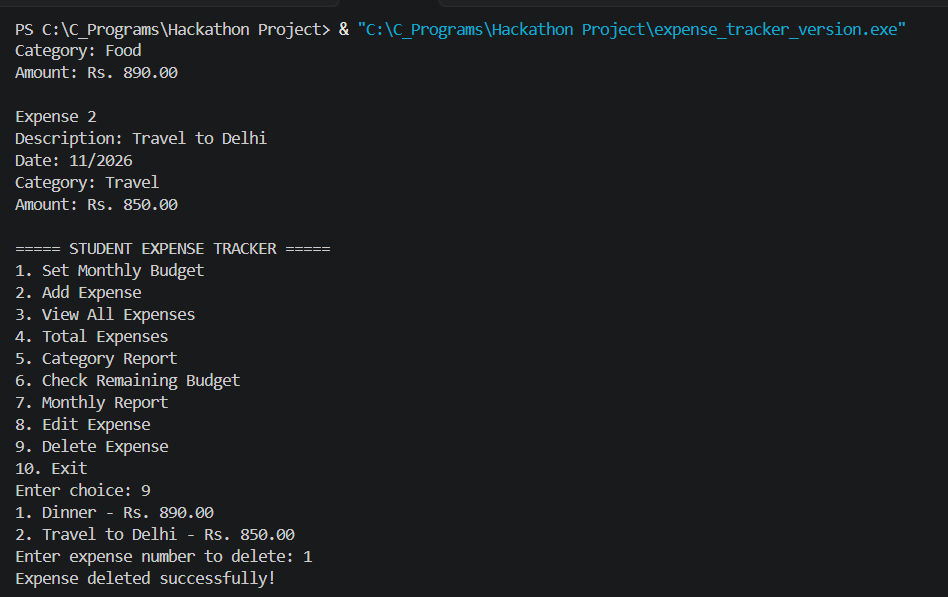 PS C:\C_Programs\Hackathon Project> & "C:\C_Programs\Hackathon Project\expense_tracker_version.exe"
Category: Food
Amount: Rs. 890.00

Expense 2
Description: Travel to Delhi
Date: 11/2026
Category: Travel
Amount: Rs. 850.00

===== STUDENT EXPENSE TRACKER =====
1. Set Monthly Budget
2. Add Expense
3. View All Expenses
4. Total Expenses
5. Category Report
6. Check Remaining Budget
7. Monthly Report
8. Edit Expense
9. Delete Expense
10. Exit
Enter choice: 9
1. Dinner - Rs. 890.00
2. Travel to Delhi - Rs. 850.00
Enter expense number to delete: 1
Expense deleted successfully!